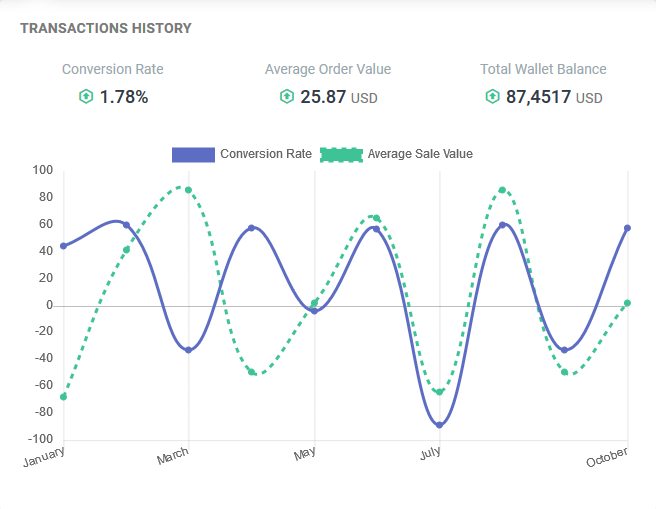 TRANSACTIONS HISTORY
Conversion Rate Average Order Value Total Wallet Balance
1.78% 25.87 USD 87,4517 USD
Conversion Rate Average Sale Value
100
80
60
40
20
0
-20
-40
-60
-80
-100
January March May July October